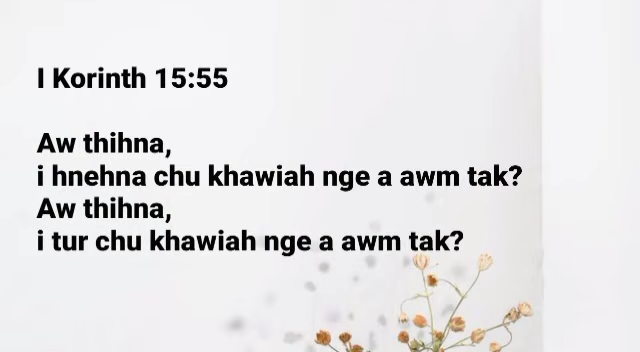 I Korinth 15:55
Aw thihna,
i hnehna chu khawiah nge a awm tak?
Aw thihna,
i tur chu khawiah nge a awm tak?